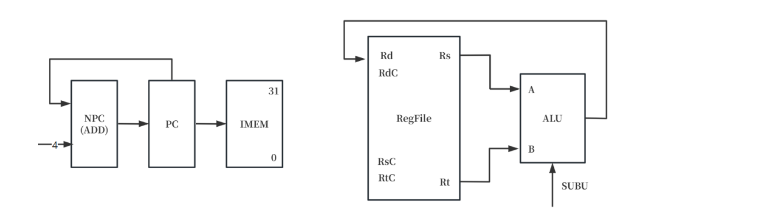 NPC
(ADD)
4
PC
31
IMEM
0
Rd
RdC
Rs
RegFile
RsC
RtC
Rt
A
ALU
B
SUBU